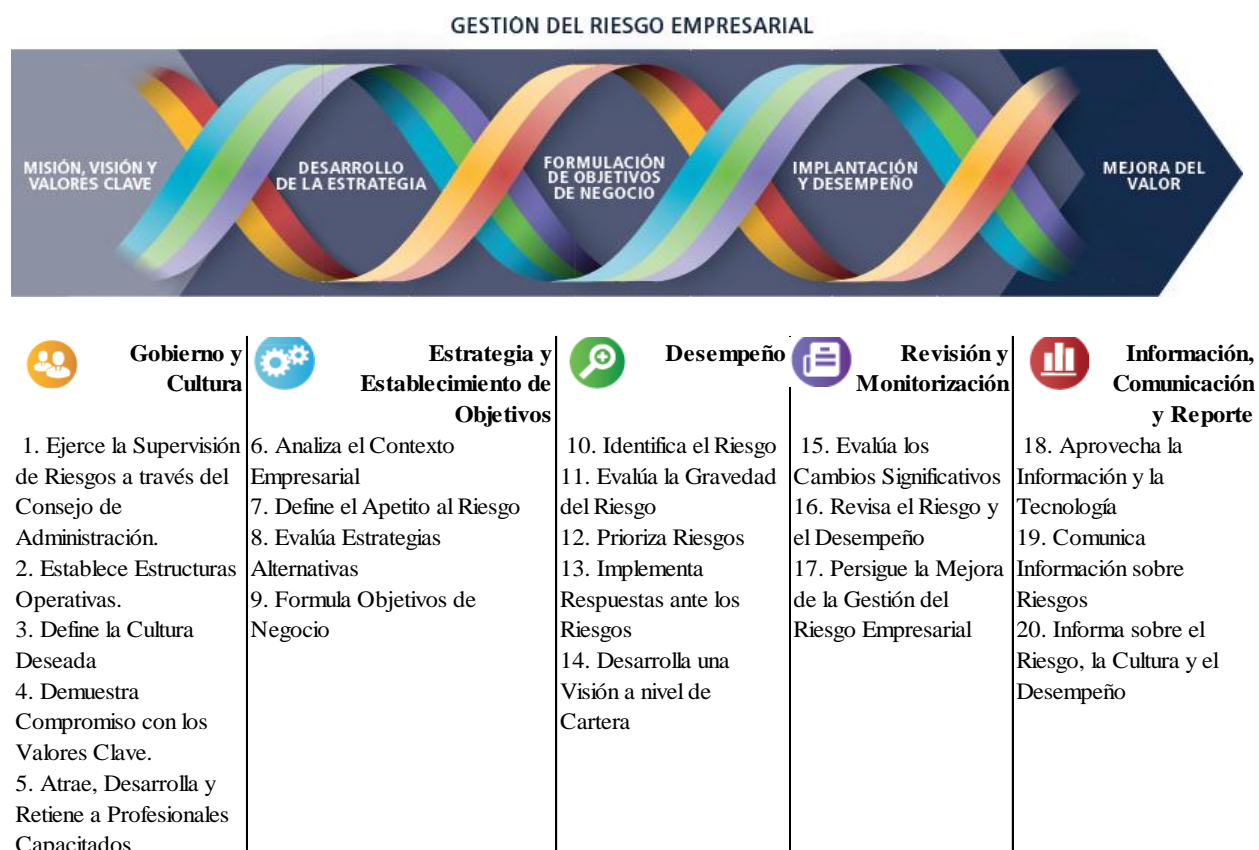 GESTIÓN DEL RIESGO EMPRESARIAL
MISIÓN, VISIÓN Y
VALORES CLAVE
DESARROLLO
DE LA ESTRATEGIA
FORMULACIÓN
DE OBJETIVOS
DE NEGOCIO
IMPLANTACIÓN
Y DESEMPEÑO
MEJORA DEL
VALOR
Gobierno y
Cultura
1. Ejerce la Supervisión
de Riesgos a través del
Consejo de
Administración.
2. Establece Estructuras
Operativas.
3. Define la Cultura
Deseada
4. Demuestra
Compromiso con los
Valores Clave.
5. Atrae, Desarrolla y
Retiene a Profesionales
Capacitados
Estrategia y
Establecimiento de
Objetivos
6. Analiza el Contexto
Empresarial
7. Define el Apetito al Riesgo
8. Evalúa Estrategias
Alternativas
9. Formula Objetivos de
Negocio
Desempeño
10. Identifica el Riesgo
11. Evalúa la Gravedad
del Riesgo
12. Prioriza Riesgos
13. Implementa
Respuestas ante los
Riesgos
14. Desarrolla una
Visión a nivel de
Cartera
Revisión y
Monitorización
15. Evalúa los
Cambios Significativos
16. Revisa el Riesgo y
el Desempeño
17. Persigue la Mejora
de la Gestión del
Riesgo Empresarial
Información,
Comunicación
y Reporte
18. Aprovecha la
Información y la
Tecnología
19. Comunica
Información sobre
Riesgos
20. Informa sobre el
Riesgo, la Cultura y el
Desempeño